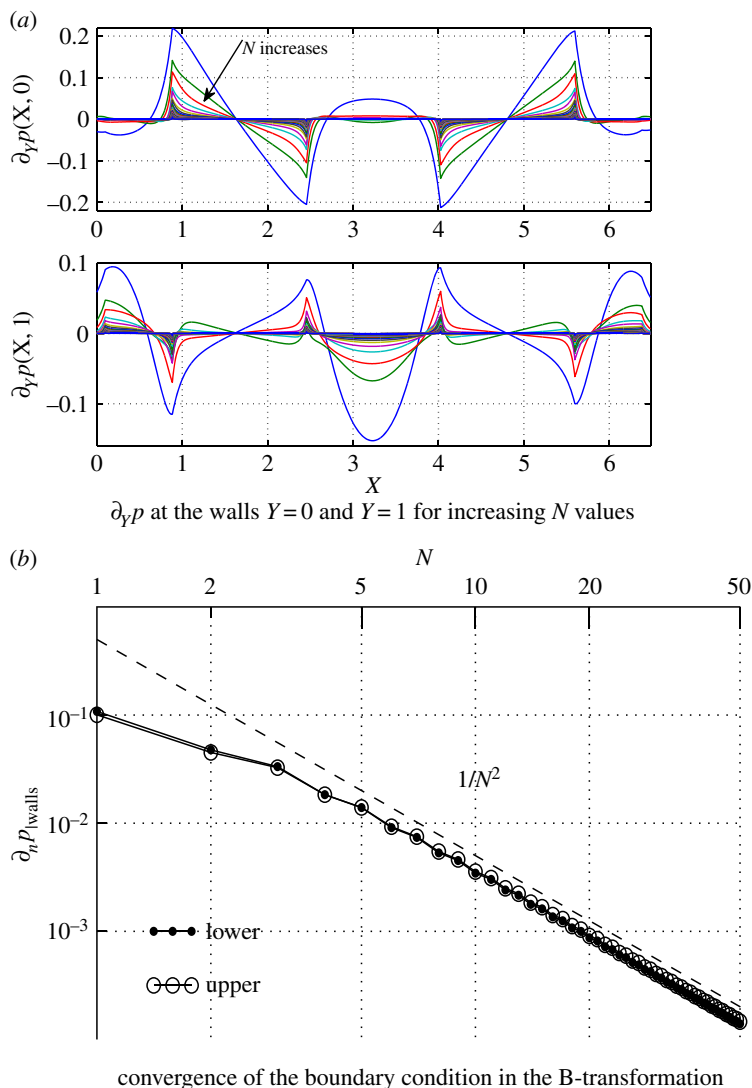 (a)
0.2
0.1
0
−0.1
−0.2
∂Yp(X, 0)
N increases
0 1 2 3 4 5 6
0.1
0
−0.1
∂Yp(X, 1)
0 1 2 3 4 5 6
X
∂Yp at the walls Y=0 and Y=1 for increasing N values
(b)
N
1 2 5 10 20 50
10−1
10−2
10−3
∂np|walls
1/N2
lower
upper
convergence of the boundary condition in the B-transformation